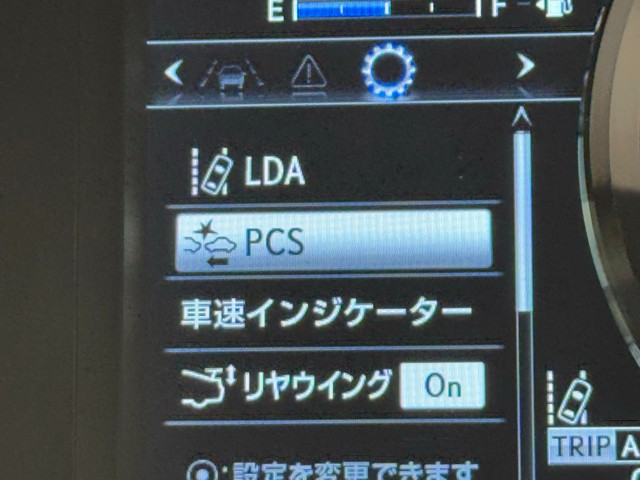 E F
LDA
PCS
車速インジケーター
リヤウイング On
TRIP A
:設定を変更できます